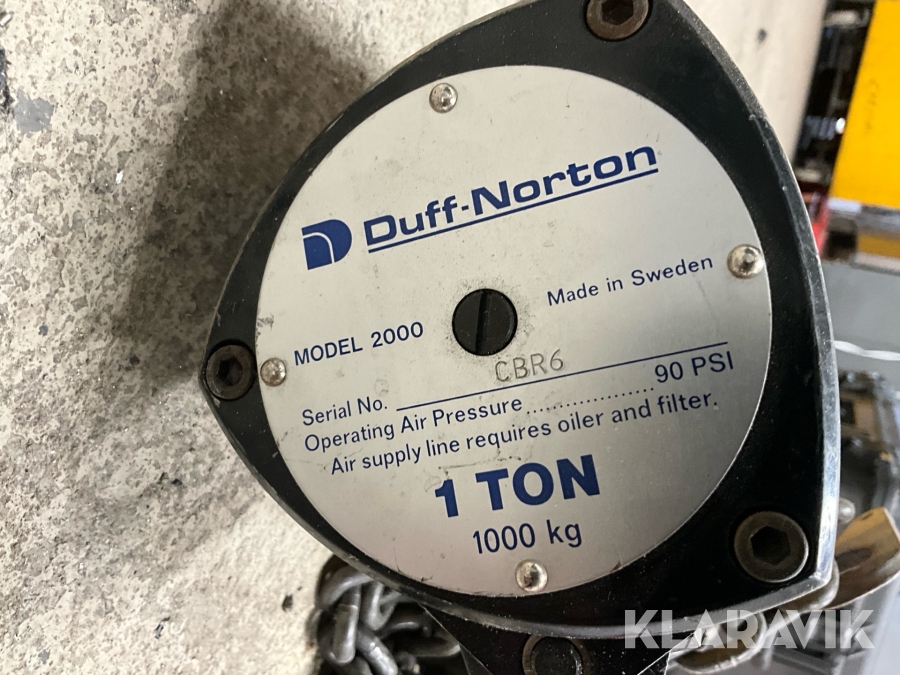 Duff-Norton
Made in Sweden
MODEL 2000
Serial No. CBR6
Operating Air Pressure ................... 90 PSI
Air supply line requires oiler and filter.
1 TON
1000 kg
KLARAVIK